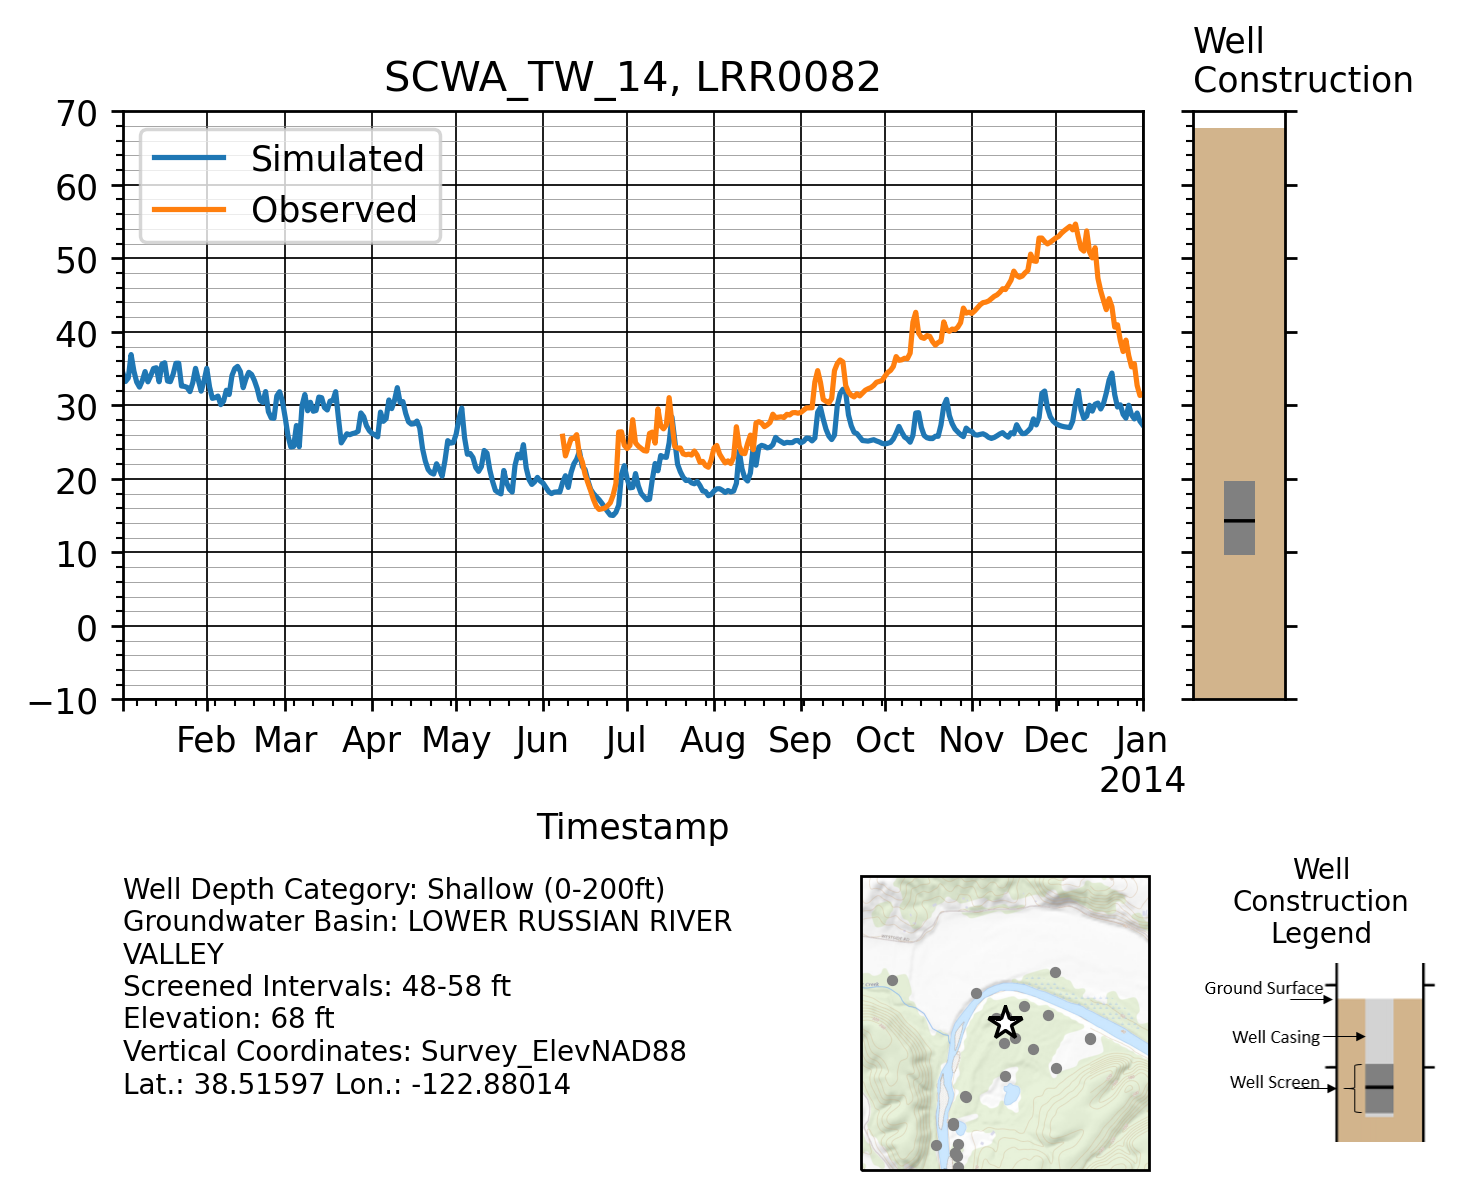 Well
Construction
SCWA_TW_14, LRR0082
70
60
50
40
30
20
10
0
−10
Simulated
Observed
Feb Mar Apr May Jun Jul Aug Sep Oct Nov Dec Jan
2014
Timestamp
Well Depth Category: Shallow (0-200ft)
Groundwater Basin: LOWER RUSSIAN RIVER
VALLEY
Screened Intervals: 48-58 ft
Elevation: 68 ft
Vertical Coordinates: Survey_ElevNAD88
Lat.: 38.51597 Lon.: -122.88014
Well
Construction
Legend
Ground Surface
Well Casing
Well Screen